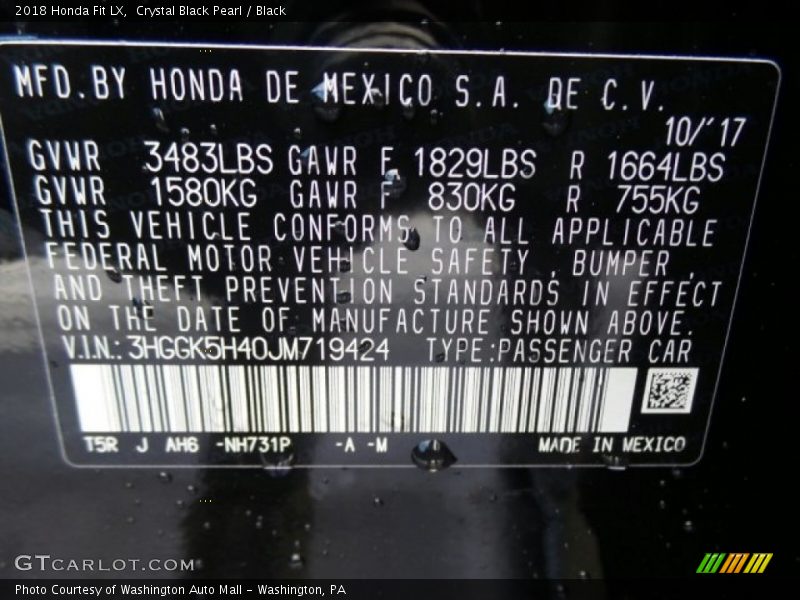 2018 Honda Fit LX, Crystal Black Pearl / Black
MFD.BY HONDA DE MEXICO S.A. DE C.V.
10/'17
GVWR 3483LBS GAWR F 1829LBS R 1664LBS
GVWR 1580KG GAWR F 830KG R 755KG
THIS VEHICLE CONFORMS TO ALL APPLICABLE
FEDERAL MOTOR VEHICLE SAFETY , BUMPER ,
AND THEFT PREVENTION STANDARDS IN EFFECT
ON THE DATE OF MANUFACTURE SHOWN ABOVE.
V.I.N.: 3HGGK5H40JM719424 TYPE:PASSENGER CAR
T5R J AH6 -NH731P -A -M MADE IN MEXICO
GTCARLOT.COM
Photo Courtesy of Washington Auto Mall - Washington, PA